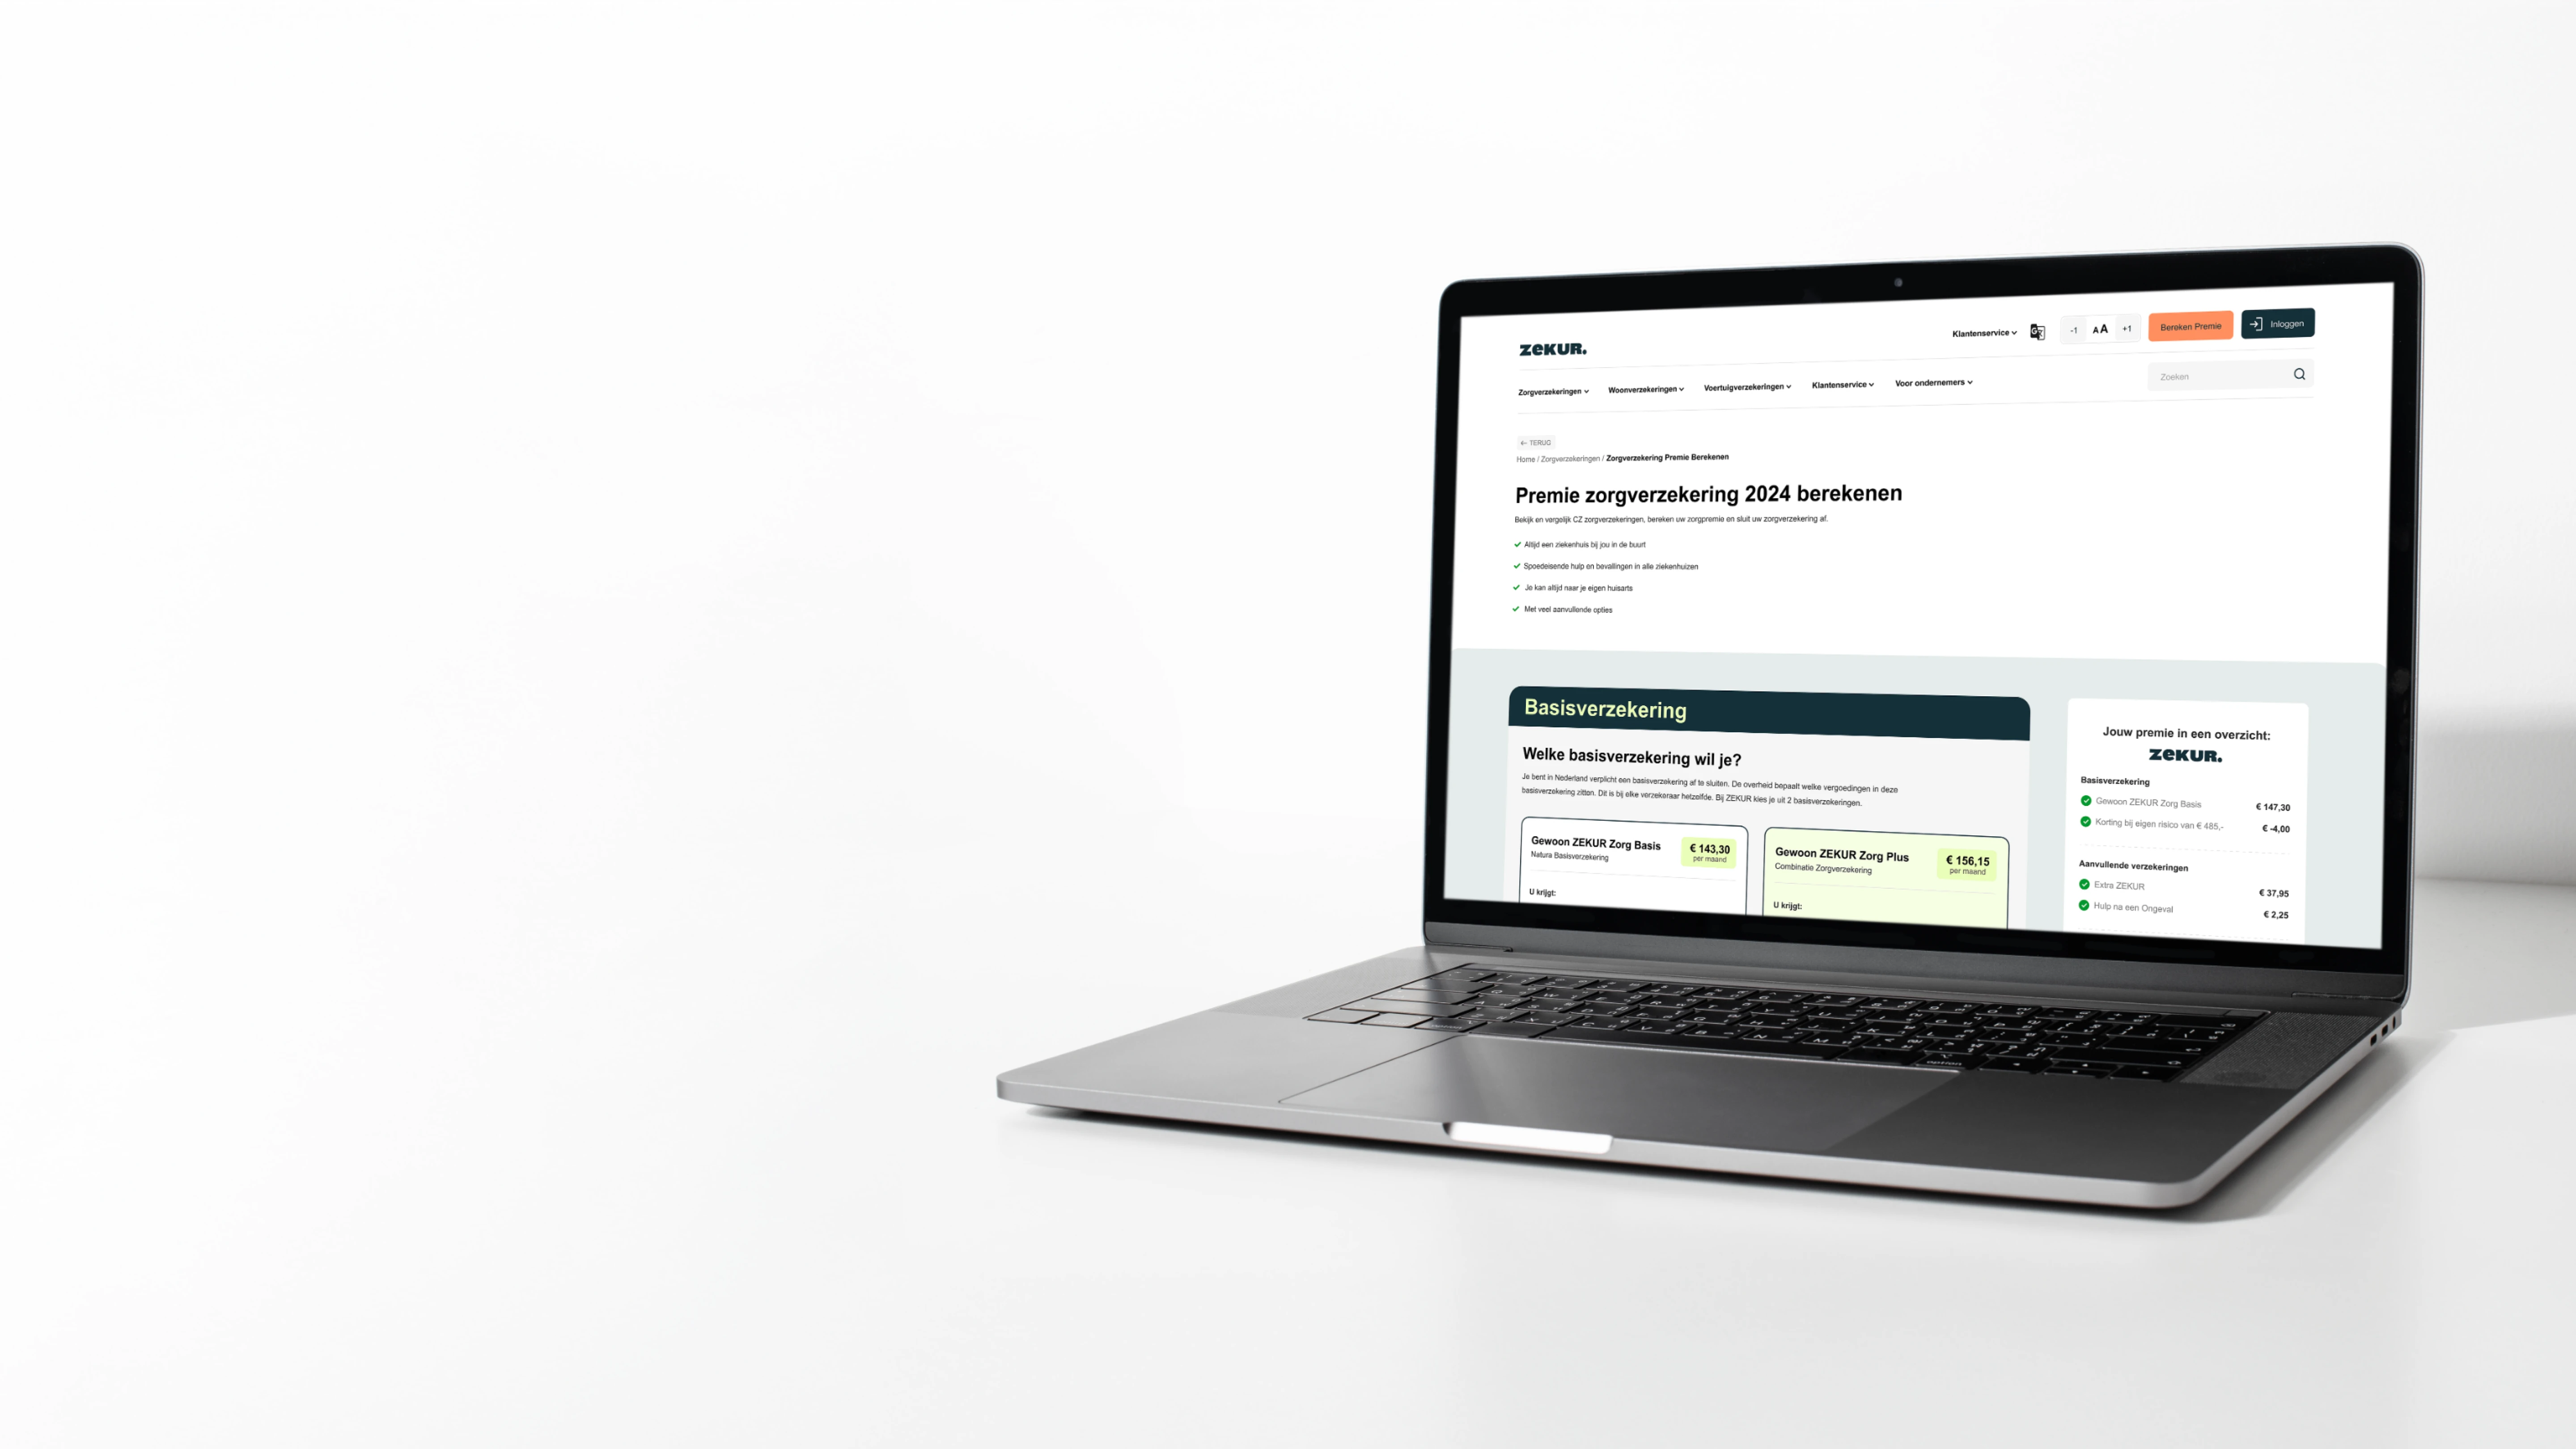 ZEKUR.
Klantenservice
-1 AA +1
Bereken Premie
Inloggen
Zorgverzekeringen Woonverzekeringen Voertuigverzekeringen Klantenservice Voor ondernemers
Zoeken
← TERUG
Home / Zorgverzekeringen / Zorgverzekering Premie Berekenen
Premie zorgverzekering 2024 berekenen
Bekijk en vergelijk CZ zorgverzekeringen, bereken uw zorgpremie en sluit uw zorgverzekering af.
Altijd een ziekenhuis bij jou in de buurt
Spoedeisende hulp en bevallingen in alle ziekenhuizen
Je kan altijd naar je eigen huisarts
Met veel aanvullende opties
Basisverzekering
Welke basisverzekering wil je?
Je bent in Nederland verplicht een basisverzekering af te sluiten. De overheid bepaalt welke vergoedingen in deze
basisverzekering zitten. Dit is bij elke verzekeraar hetzelfde. Bij ZEKUR kies je uit 2 basisverzekeringen.
Gewoon ZEKUR Zorg Basis
Natura Basisverzekering
€ 143,30
per maand
U krijgt:
Gewoon ZEKUR Zorg Plus
Combinatie Zorgverzekering
€ 156,15
per maand
U krijgt:
Jouw premie in een overzicht:
ZEKUR.
Basisverzekering
Gewoon ZEKUR Zorg Basis € 147,30
Korting bij eigen risico van € 485,- € -4,00
Aanvullende verzekeringen
Extra ZEKUR € 37,95
Hulp na een Ongeval € 2,25
option